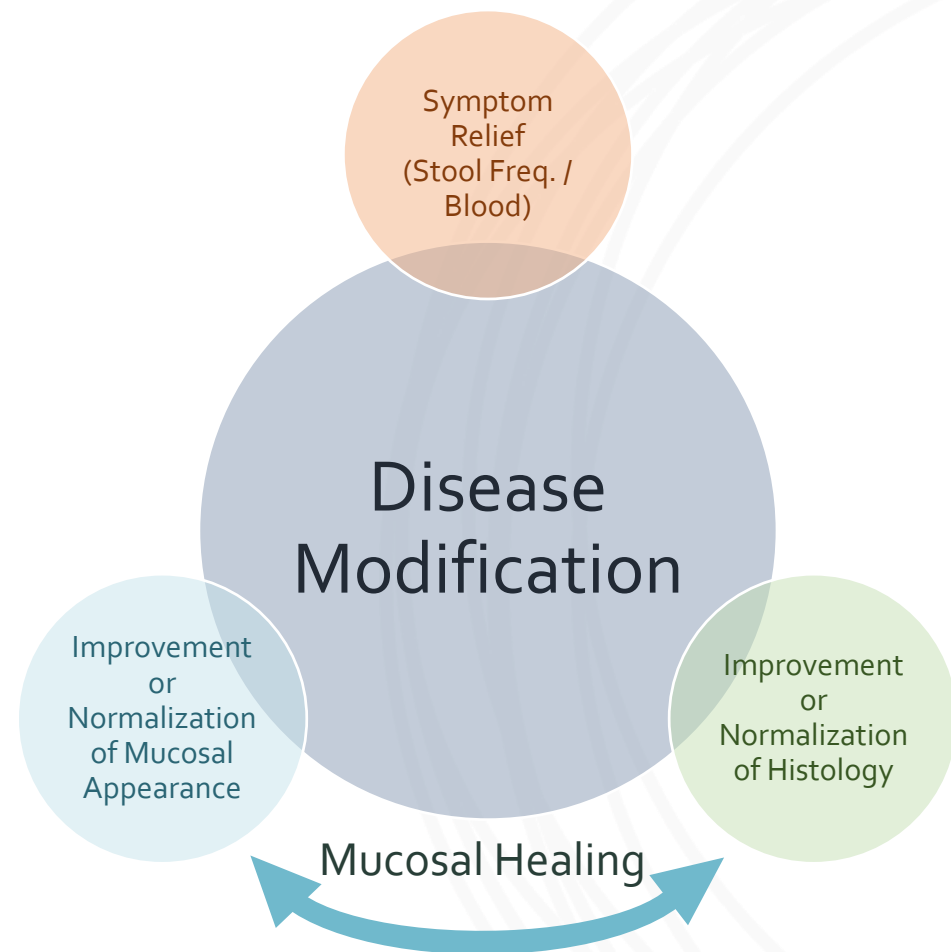 Symptom
Relief
(Stool Freq. /
Blood)
Disease
Modification
Improvement
or
Normalization
of Mucosal
Appearance
Improvement
or
Normalization
of Histology
Mucosal Healing